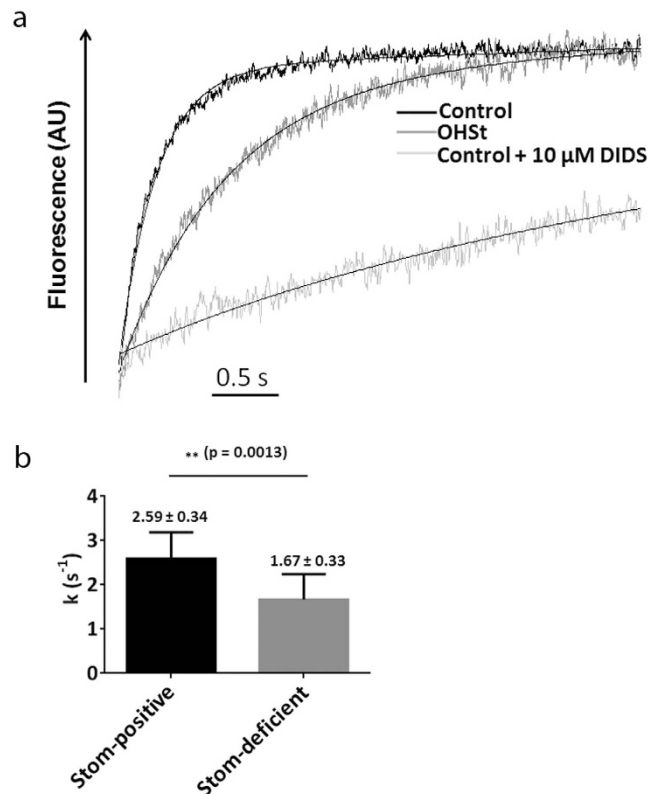 a
Fluorescence (AU)
Control
OHSt
Control + 10 µM DIDS
0.5 s
b
** (p = 0.0013)
k (s⁻¹)
4
3
2
1
0
2.59 ± 0.34
1.67 ± 0.33
Stom-positive
Stom-deficient